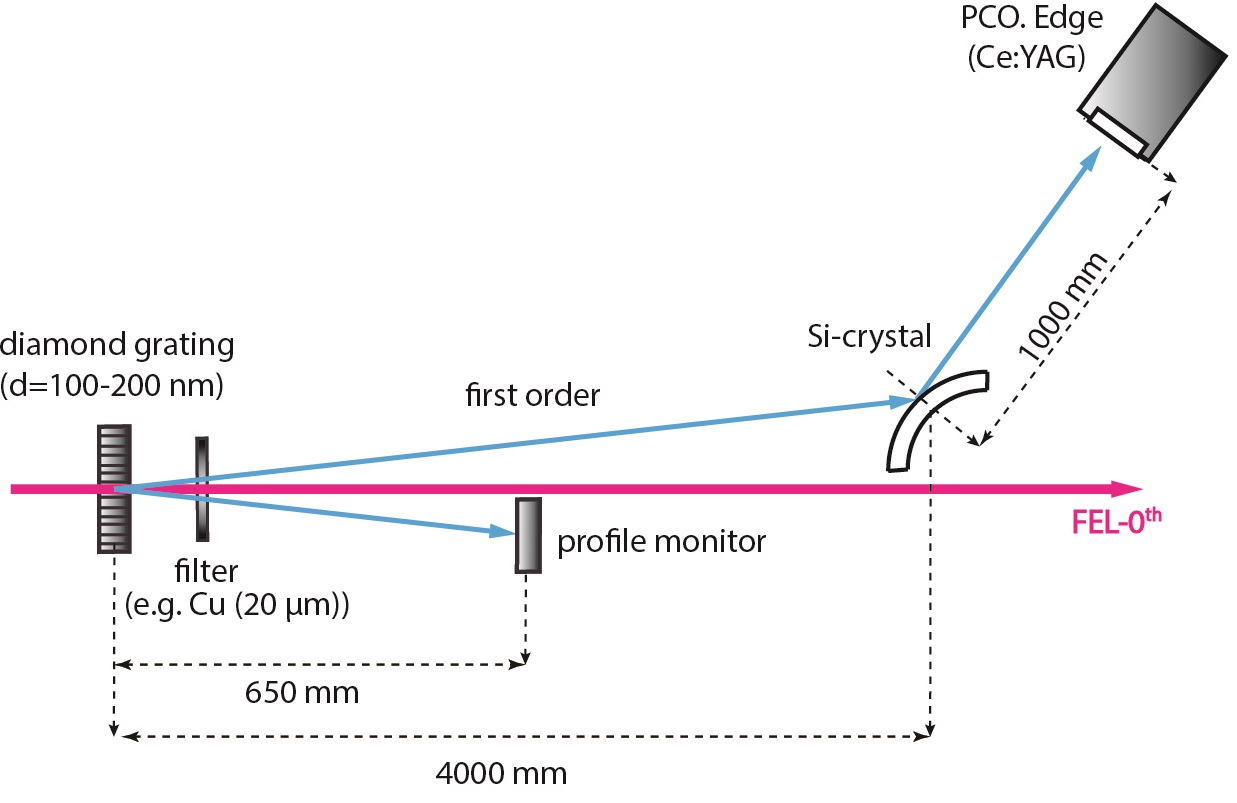 PCO. Edge
(Ce:YAG)
1000 mm
Si-crystal
diamond grating
(d=100-200 nm)
first order
FEL-0th
profile monitor
filter
(e.g. Cu (20 μm))
650 mm
4000 mm